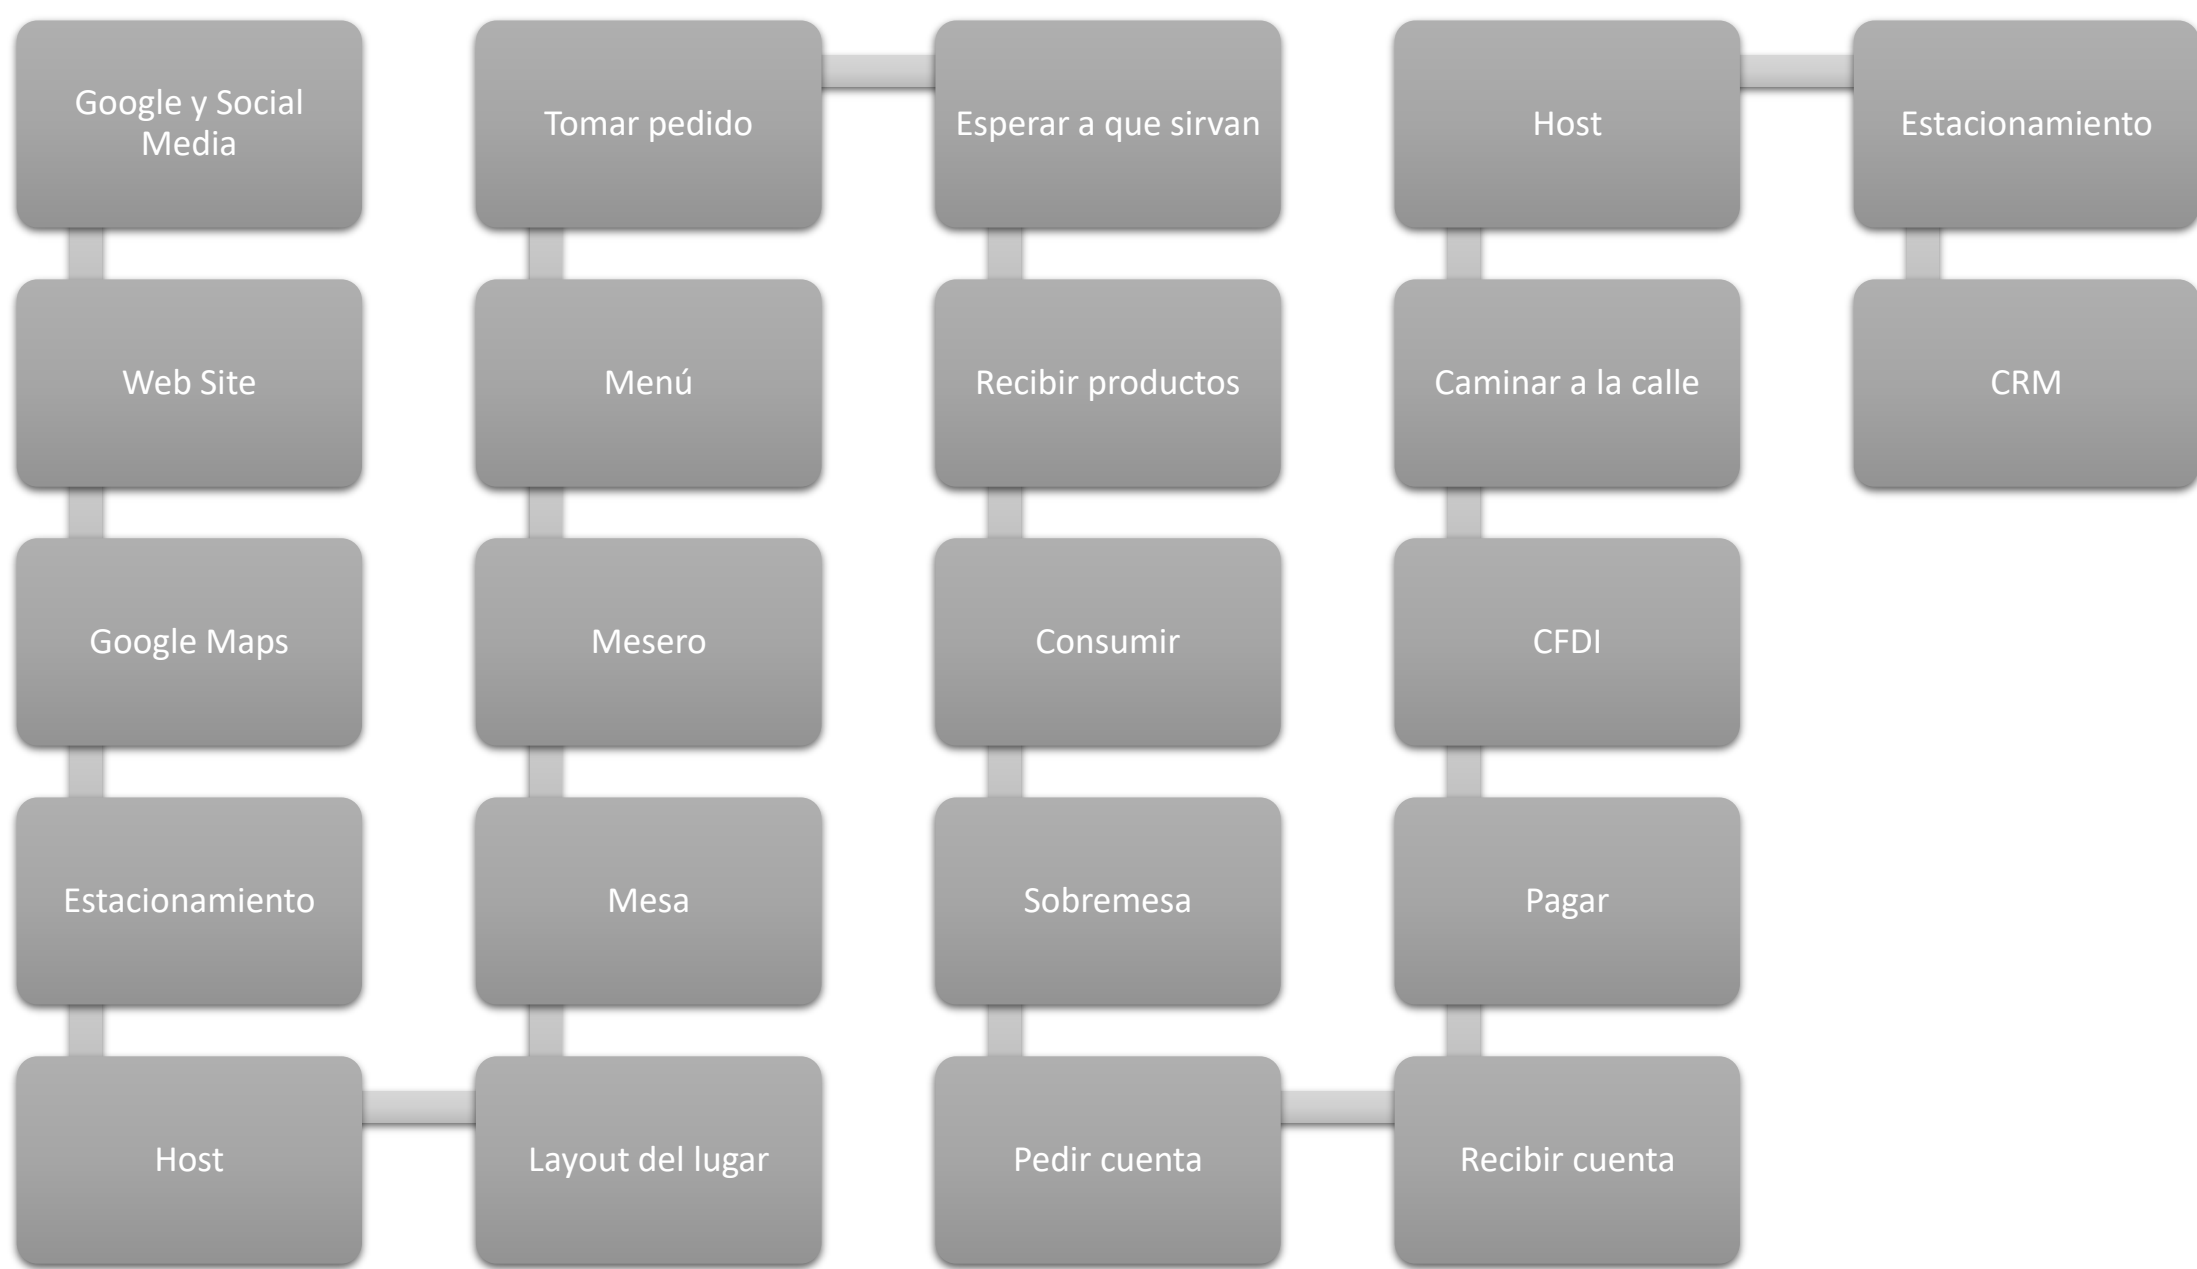 Google y Social
Media
Web Site
Google Maps
Estacionamiento
Host
Layout del lugar
Mesa
Mesero
Menú
Tomar pedido
Esperar a que sirvan
Recibir productos
Consumir
Sobremesa
Pedir cuenta
Recibir cuenta
Pagar
CFDI
Caminar a la calle
Host
Estacionamiento
CRM